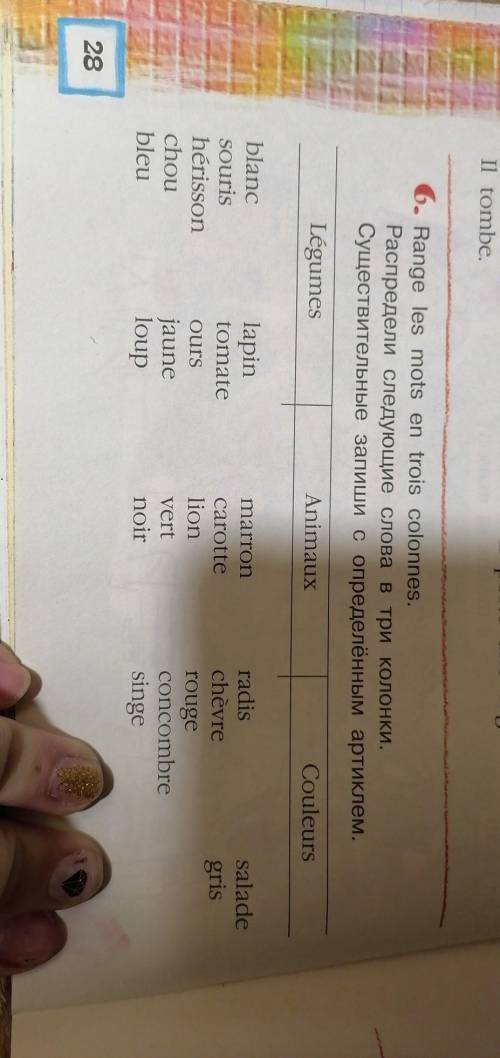 Il tombe.
6. Range les mots en trois colonnes.
Распредели следующие слова в три колонки.
Существительные запиши с определённым артиклем.
Légumes Animaux Couleurs
blanc lapin marron radis salade
souris tomate carotte chèvre gris
hérisson ours lion rouge
chou jaune vert concombre
bleu loup noir singe
28